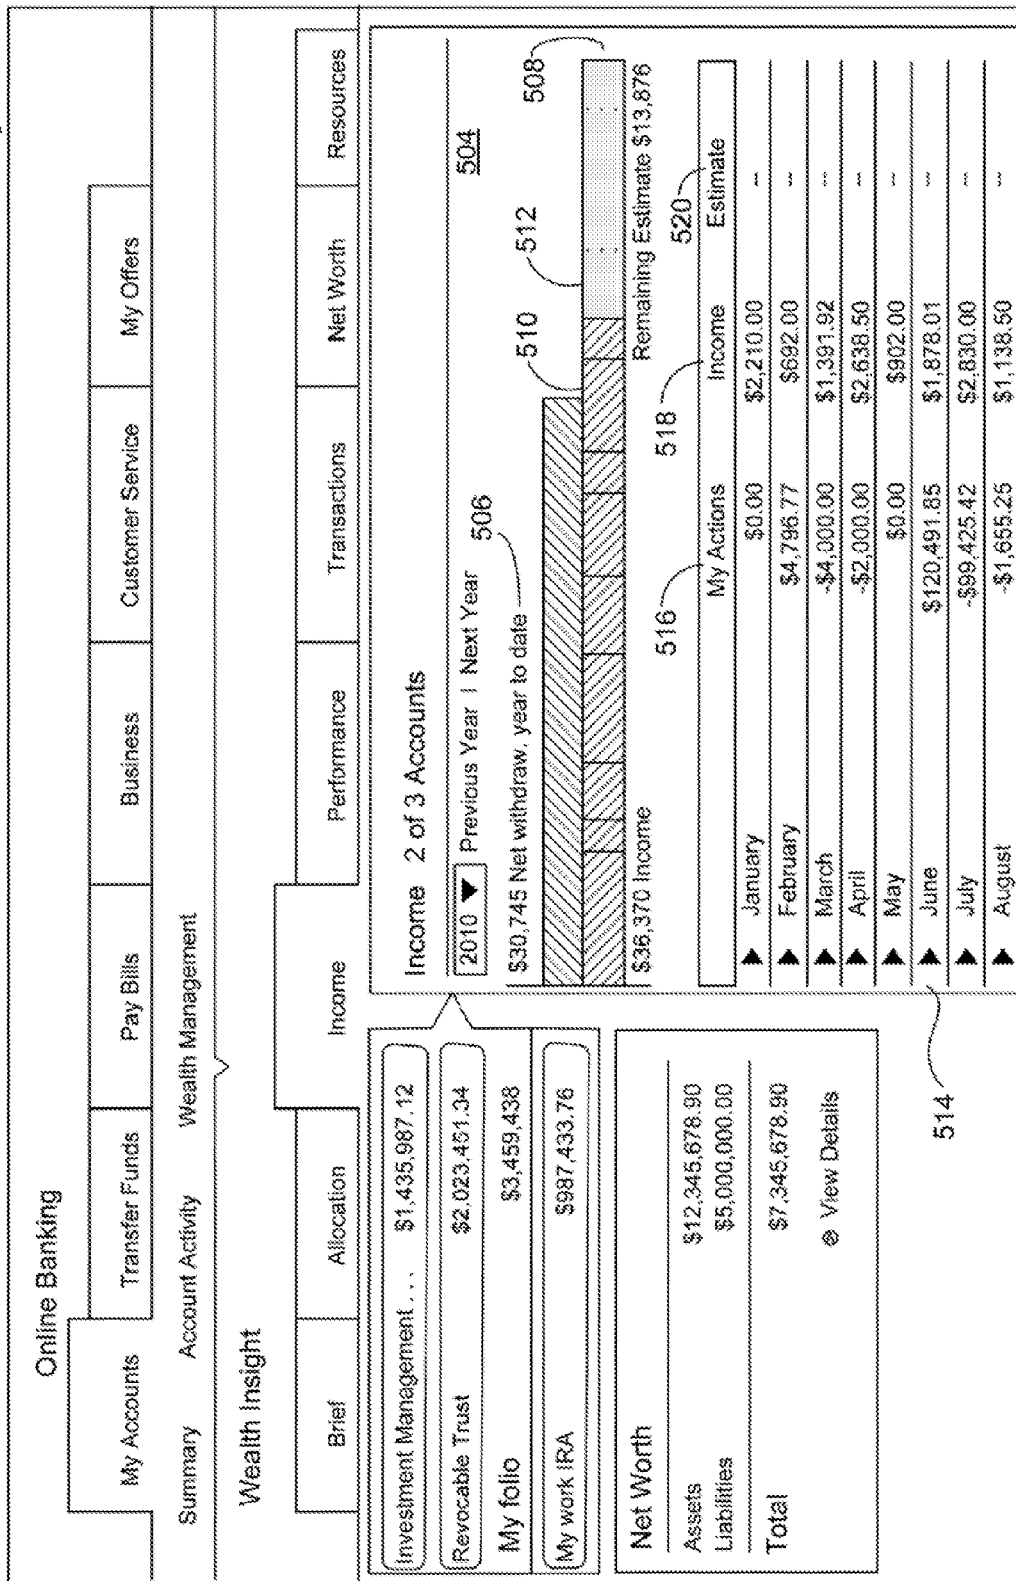 Online Banking
My Accounts Transfer Funds Pay Bills Business Customer Service My Offers
Summary Account Activity Wealth Management
Wealth Insight
Brief Allocation Income Performance Transactions Net Worth Resources
Investment Management . . . $1,435,987.12
Revocable Trust $2,023,451.34
My folio $3,459,438
My work IRA $987,433.76
Net Worth
Assets $12,345,678.90
Liabilities $5,000,000.00
Total $7,345,678.90
View Details
Income 2 of 3 Accounts
504
2010 ▼ Previous Year | Next Year
$30,745 Net withdraw, year to date
506
510
512
508
$36,370 Income
Remaining Estimate $13,876
516
518
520
My Actions Income Estimate
January $0.00 $2,210.00 --
February $4,796.77 $692.00 --
March -$4,000.00 $1,391.92 --
April -$2,000.00 $2,638.50 --
May $0.00 $902.00 --
June $120,491.85 $1,878.01 --
July -$99,425.42 $2,830.00 --
August -$1,655.25 $1,138.50 --
514